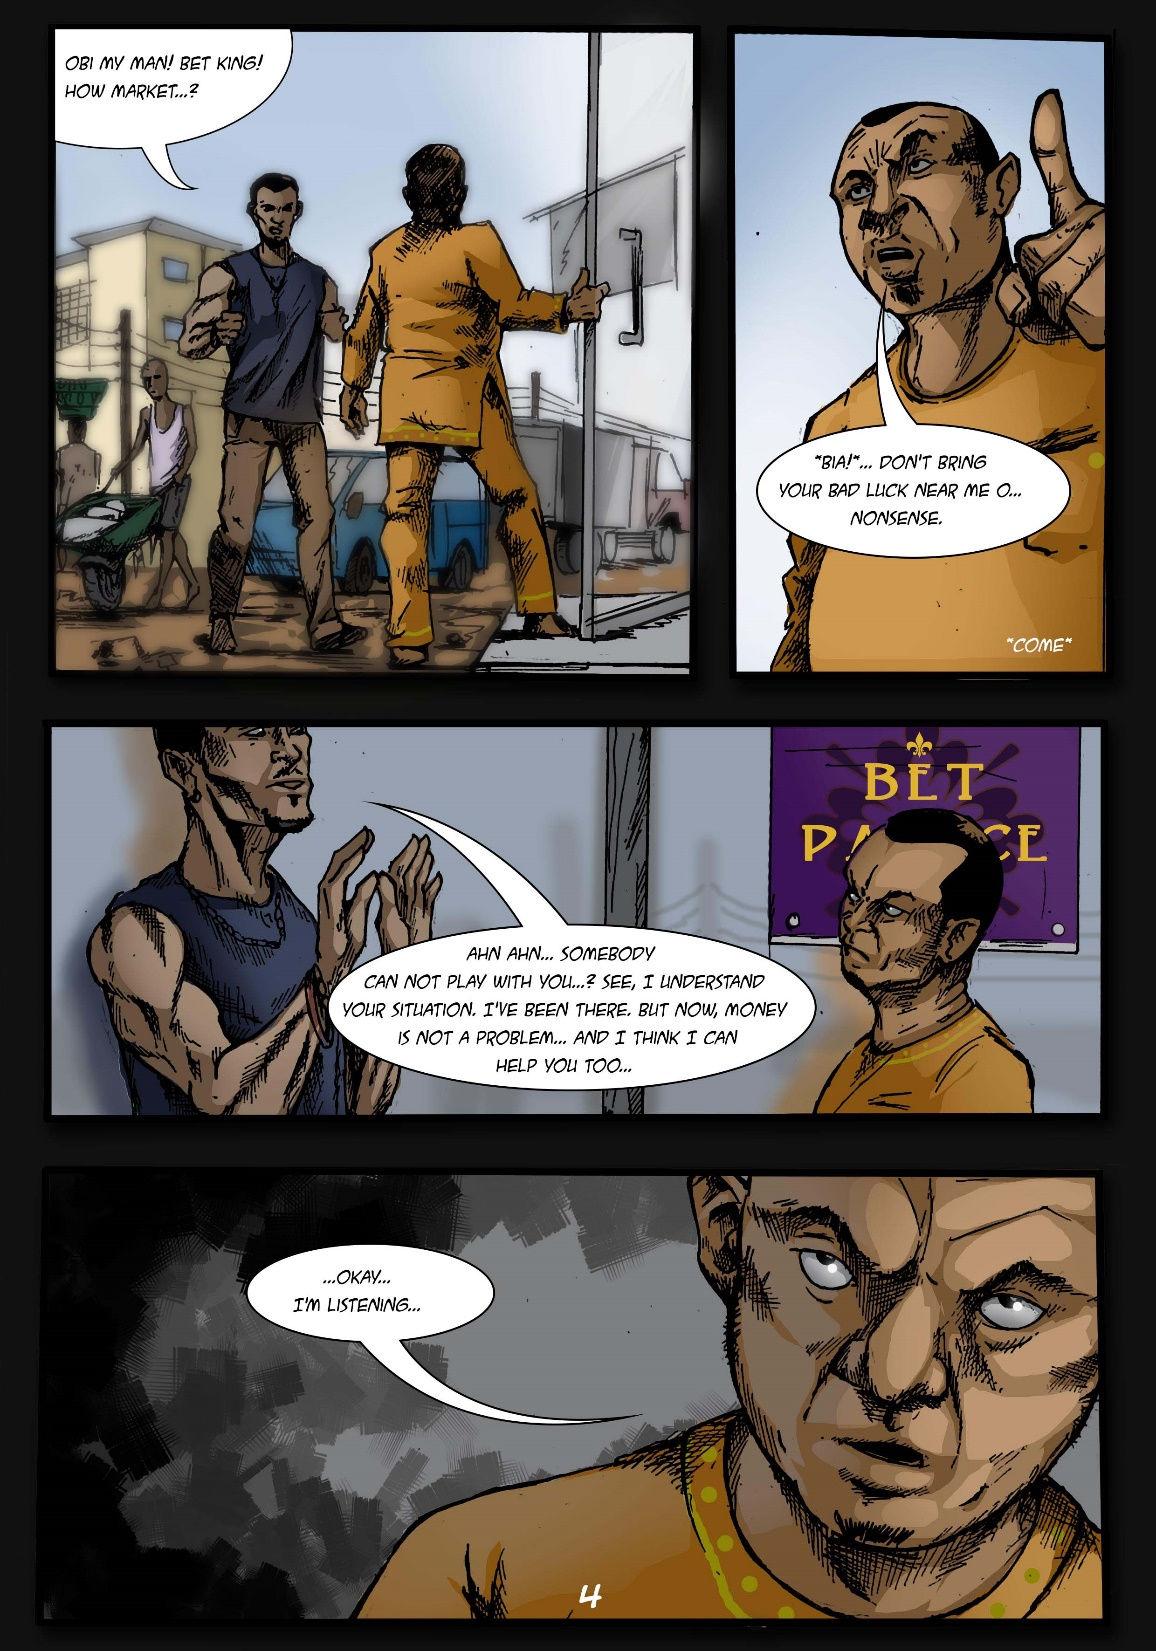 OBI MY MAN! BET KING!
HOW MARKET...?
*BIA!*... DON'T BRING
YOUR BAD LUCK NEAR ME O...
NONSENSE.
*COME*
BET
PA CE
AHN AHN... SOMEBODY
CAN NOT PLAY WITH YOU...? SEE, I UNDERSTAND
YOUR SITUATION. I'VE BEEN THERE. BUT NOW, MONEY
IS NOT A PROBLEM... AND I THINK I CAN
HELP YOU TOO...
...OKAY...
I'M LISTENING...
4